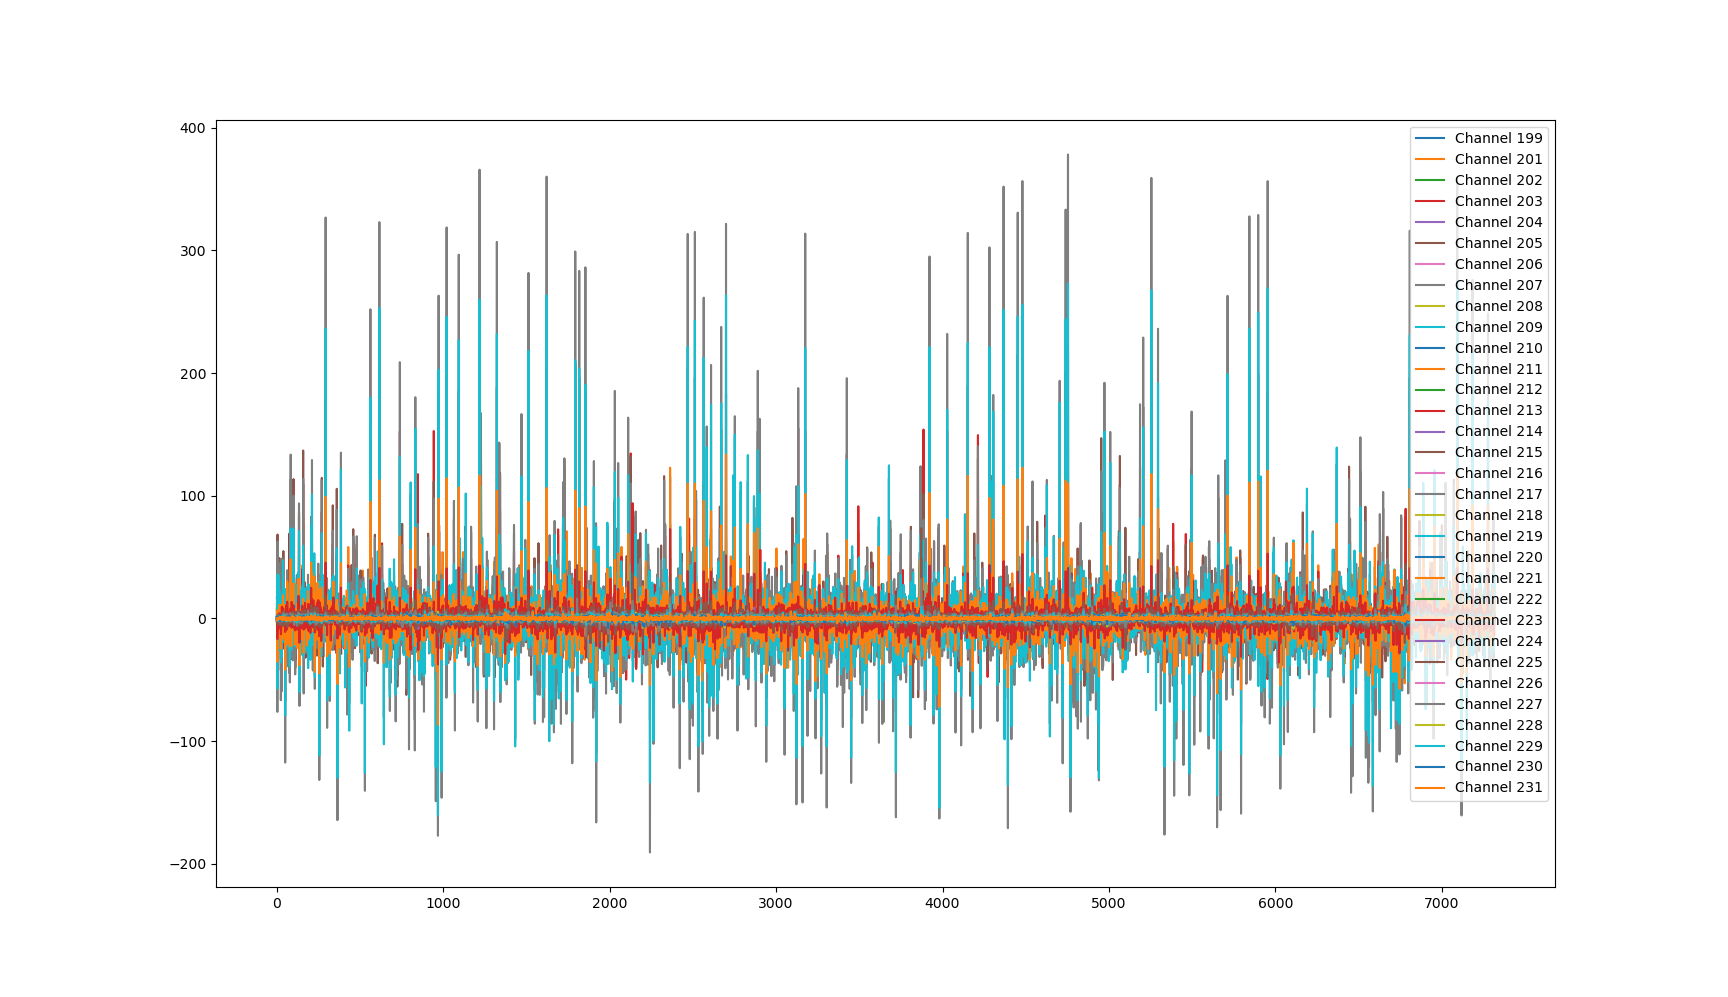 400
300
200
100
0
−100
−200
0 1000 2000 3000 4000 5000 6000 7000
Channel 199
Channel 201
Channel 202
Channel 203
Channel 204
Channel 205
Channel 206
Channel 207
Channel 208
Channel 209
Channel 210
Channel 211
Channel 212
Channel 213
Channel 214
Channel 215
Channel 216
Channel 217
Channel 218
Channel 219
Channel 220
Channel 221
Channel 222
Channel 223
Channel 224
Channel 225
Channel 226
Channel 227
Channel 228
Channel 229
Channel 230
Channel 231